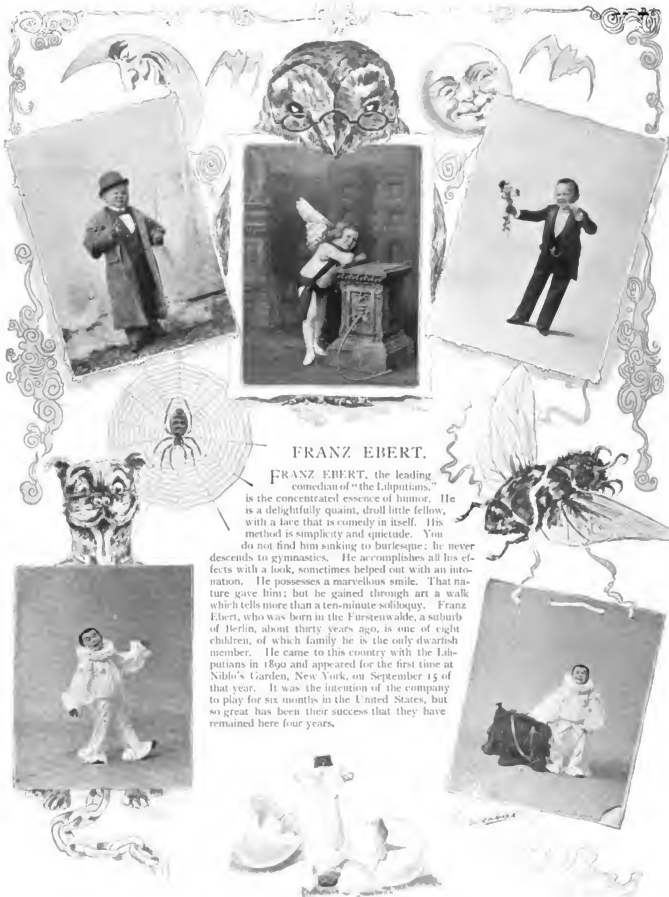 FRANZ EBERT.
FRANZ EBERT, the leading
comedian of "the Liliputians,"
is the concentrated essence of humor. He
is a delightfully quaint, droll little fellow,
with a face that is comedy in itself. His
method is simplicity and quietude. You
do not find him sinking to burlesque; he never
descends to gymnastics. He accomplishes all his ef-
fects with a look, sometimes helped out with an into-
nation. He possesses a marvellous smile. That na-
ture gave him; but he gained through art a walk
which tells more than a ten-minute soliloquy. Franz
Ebert, who was born in the Furstenwalde, a suburb
of Berlin, about thirty years ago, is one of eight
children, of which family he is the only dwarfish
member. He came to this country with the Lili-
putians in 1890 and appeared for the first time at
Niblo's Garden, New York, on September 15 of
that year. It was the intention of the company
to play for six months in the United States, but
so great has been their success that they have
remained here four years.